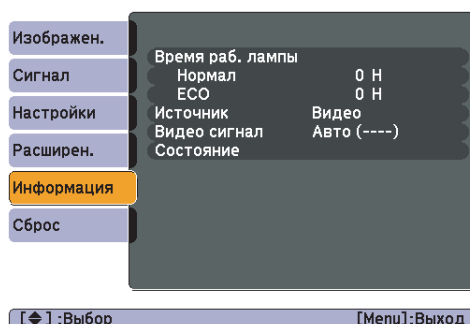 Изображен.
Сигнал
Настройки
Расширен.
Информация
Сброс
Время раб. лампы
Нормал 0 H
ECO 0 H
Источник Видео
Видео сигнал Авто (----)
Состояние
[◆] :Выбор [Menu]:Выход